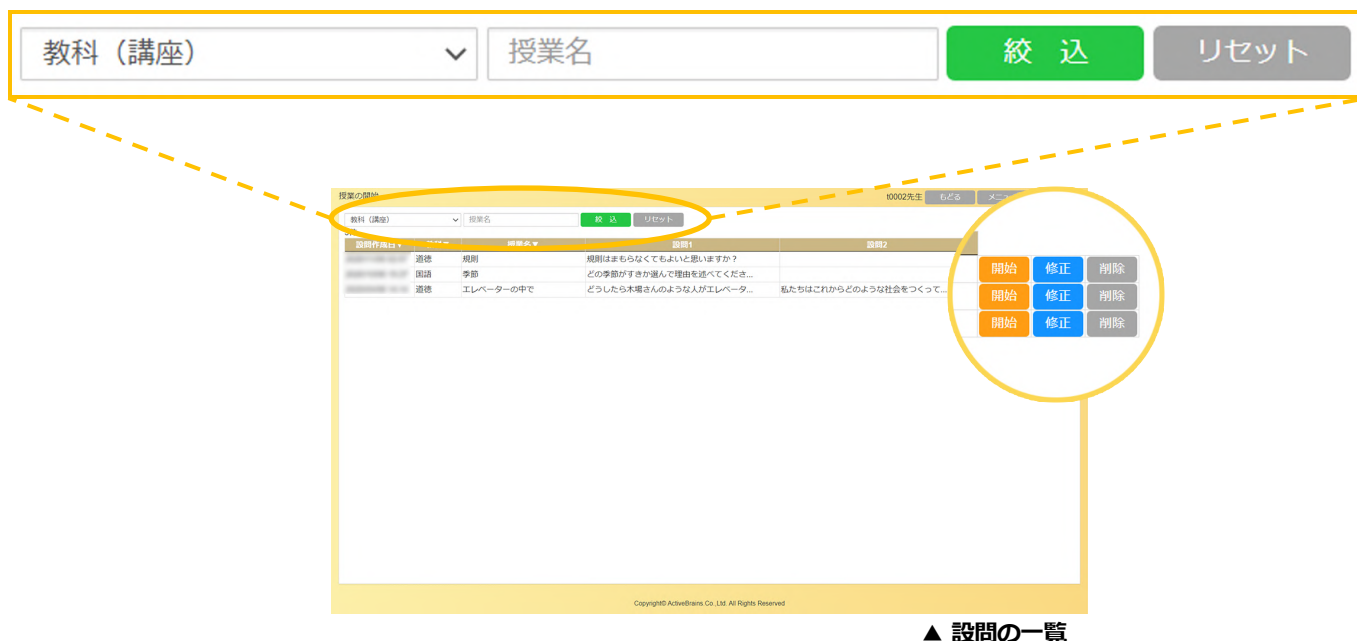 教科（講座） 授業名 絞 込 リセット
授業の開始 t0002先生 もどる
教科（講座） 授業名 絞 込 リセット
設問作成日▼ 授業名▼ 設問1 設問2
道徳 規則 規則はまもらなくてもよいと思いますか？ 開始 修正 削除
国語 季節 どの季節がすきか選んで理由を述べてくださ... 開始 修正 削除
道徳 エレベーターの中で どうしたら木場さんのような人がエレベータ... 私たちはこれからどのような社会をつくって... 開始 修正 削除
Copyright© ActiveBrains Co.,Ltd. All Rights Reserved
▲ 設問の一覧